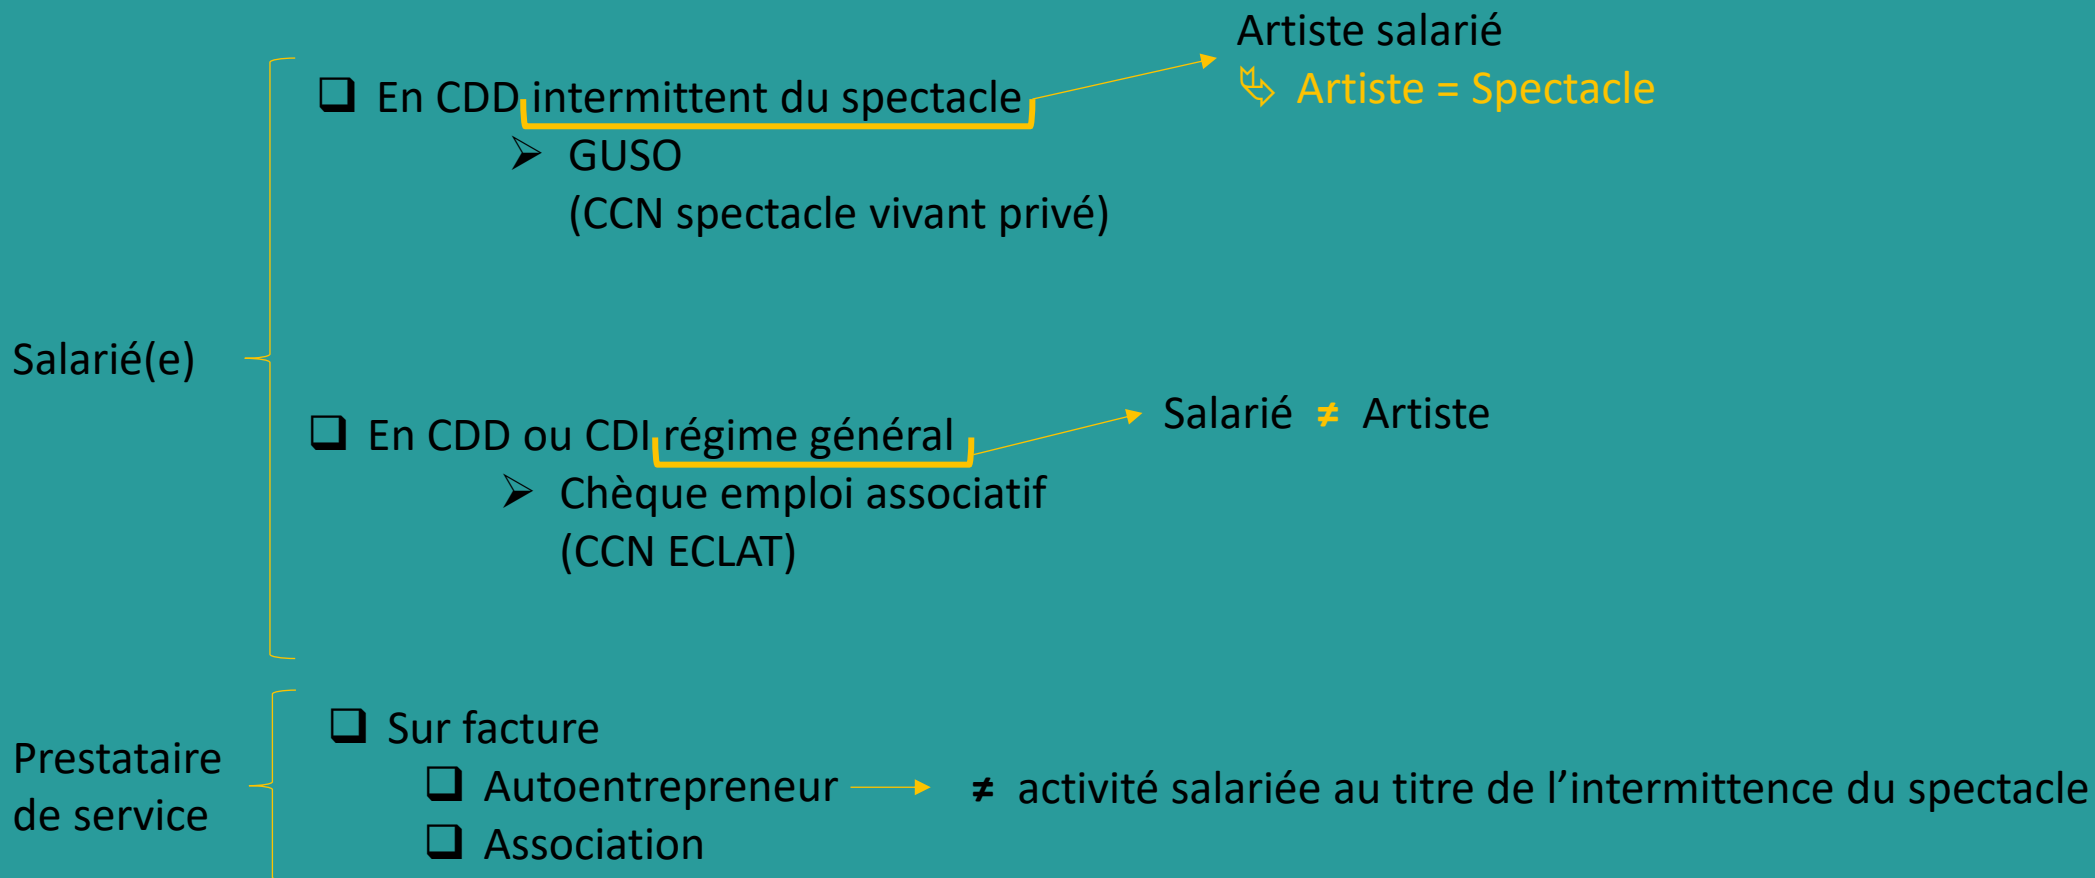 Artiste salarié
Artiste = Spectacle
En CDD intermittent du spectacle
GUSO
(CCN spectacle vivant privé)
Salarié(e)
Salarié ≠ Artiste
En CDD ou CDI régime général
Chèque emploi associatif
(CCN ECLAT)
Sur facture
Prestataire
de service
Autoentrepreneur
≠ activité salariée au titre de l’intermittence du spectacle
Association